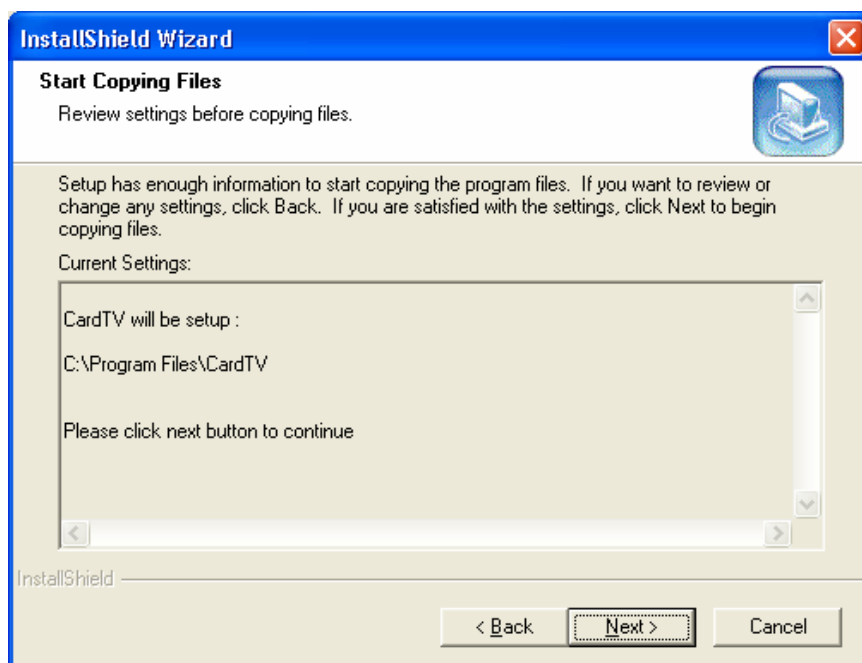 InstallShield Wizard
Start Copying Files
Review settings before copying files.
Setup has enough information to start copying the program files. If you want to review or
change any settings, click Back. If you are satisfied with the settings, click Next to begin
copying files.
Current Settings:
CardTV will be setup :
C:\Program Files\CardTV
Please click next button to continue
InstallShield
< Back
Next >
Cancel